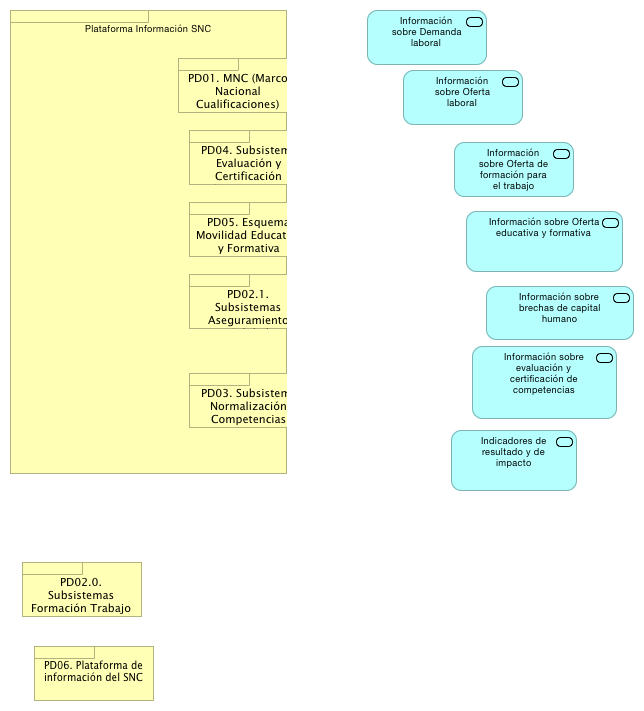 Plataforma Información SNC
PD01. MNC (Marco
Nacional
Cualificaciones)
PD04. Subsistem
Evaluación y
Certificación
PD05. Esquema
Movilidad Educat
y Formativa
PD02.1.
Subsistemas
Aseguramiento
PD03. Subsistem
Normalización
Competencias
PD02.0.
Subsistemas
Formación Trabajo
PD06. Plataforma de
información del SNC
Información
sobre Demanda
laboral
Información
sobre Oferta
laboral
Información
sobre Oferta de
formación para
el trabajo
Información sobre Oferta
educativa y formativa
Información sobre
brechas de capital
humano
Información sobre
evaluación y
certificación de
competencias
Indicadores de
resultado y de
impacto